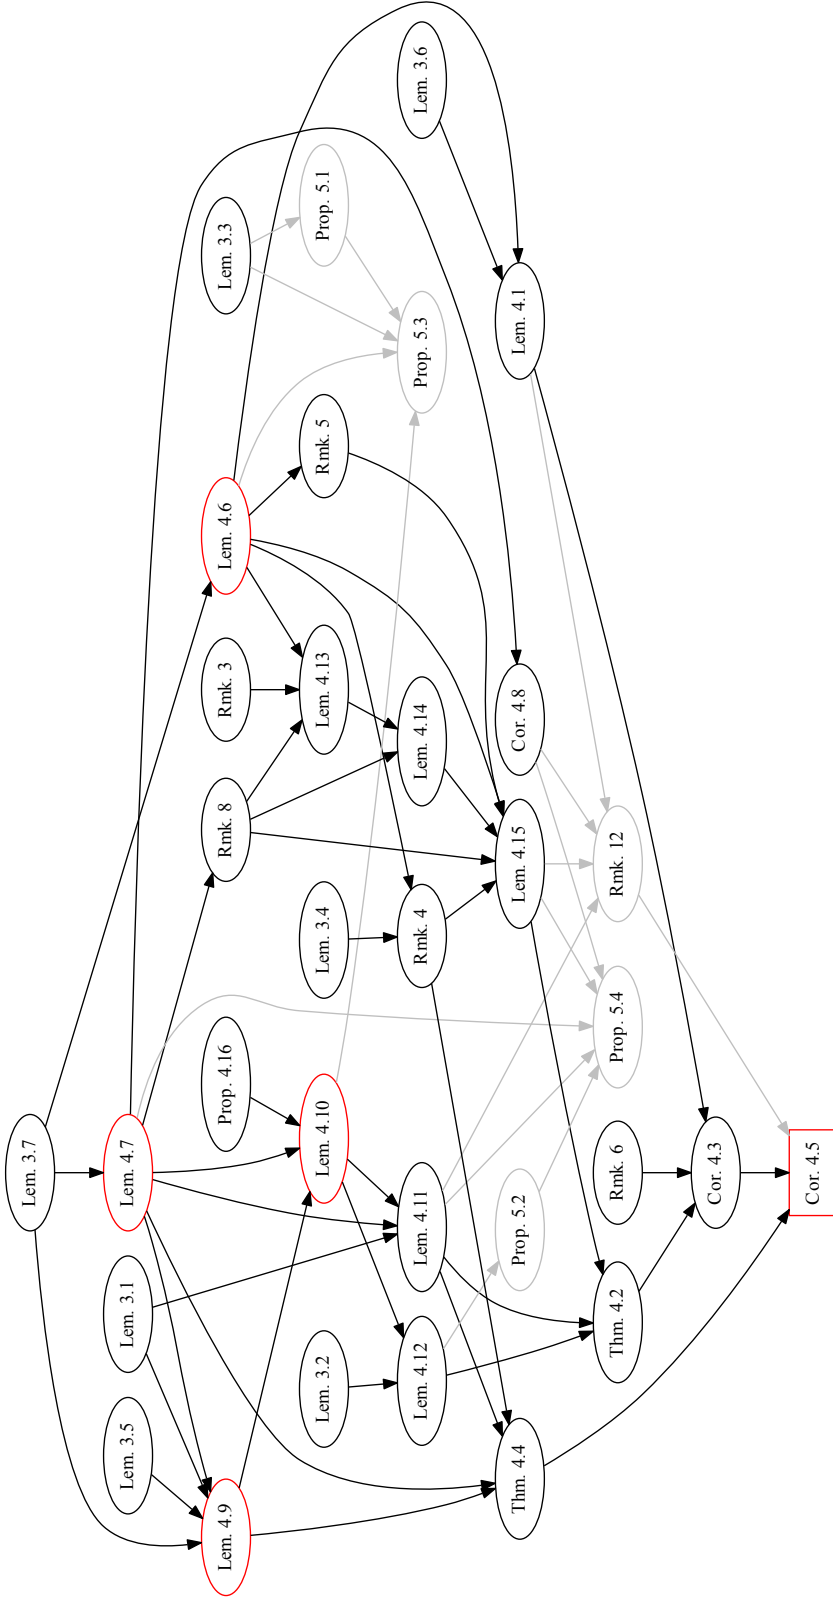 Lem. 3.7
Lem. 3.5
Lem. 3.1
Lem. 4.7
Lem. 4.9
Prop. 4.16
Rmk. 8
Rmk. 3
Lem. 4.6
Lem. 3.3
Lem. 3.2
Lem. 4.10
Lem. 3.4
Lem. 4.13
Rmk. 5
Prop. 5.1
Lem. 4.12
Lem. 4.11
Rmk. 4
Lem. 4.14
Prop. 5.3
Lem. 3.6
Thm. 4.4
Prop. 5.2
Lem. 4.15
Cor. 4.8
Lem. 4.1
Thm. 4.2
Rmk. 6
Prop. 5.4
Rmk. 12
Cor. 4.3
Cor. 4.5